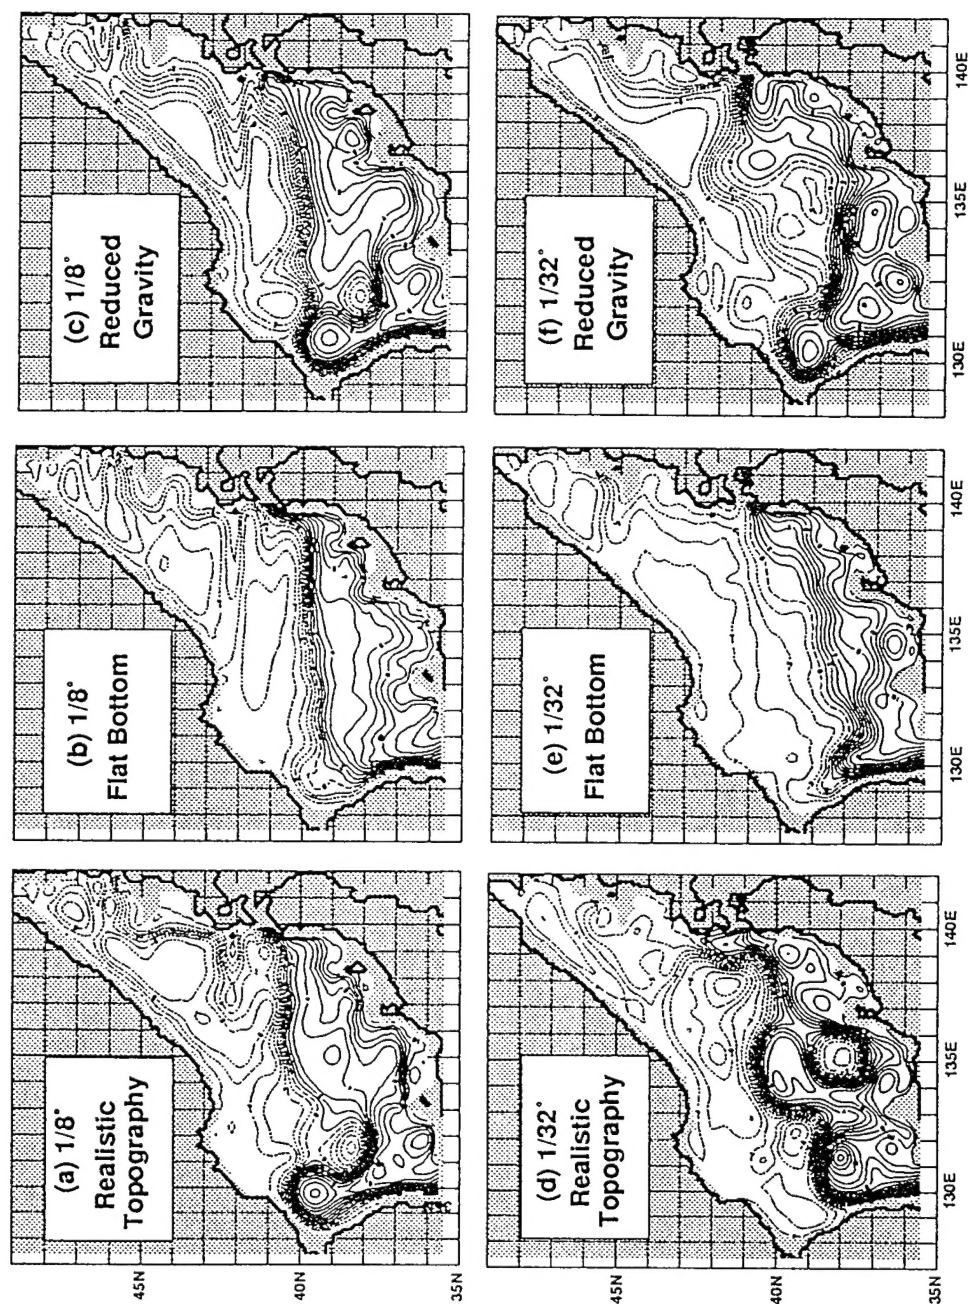 (a) 1/8°
Realistic
Topography
(b) 1/8°
Flat Bottom
(c) 1/8°
Reduced
Gravity
45N
40N
35N
(d) 1/32°
Realistic
Topography
(e) 1/32°
Flat Bottom
(f) 1/32°
Reduced
Gravity
45N
40N
35N
130E
135E
140E
130E
135E
140E
130E
135E
140E